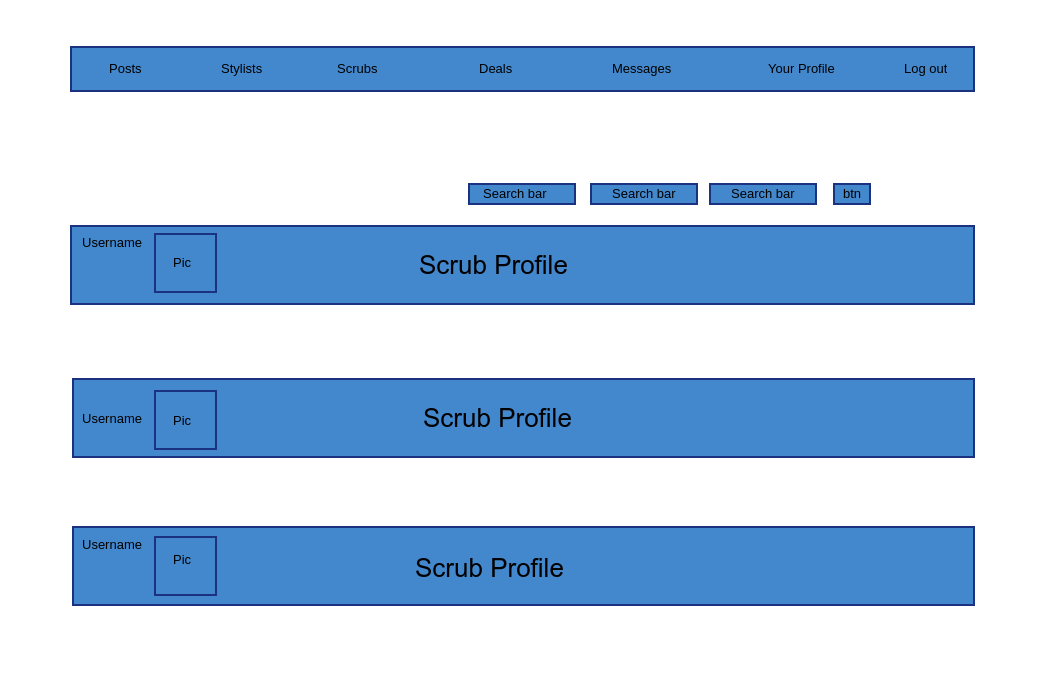 Posts Stylists Scrubs Deals Messages Your Profile Log out
Search bar Search bar Search bar btn
Username Pic Scrub Profile
Username Pic Scrub Profile
Username Pic Scrub Profile